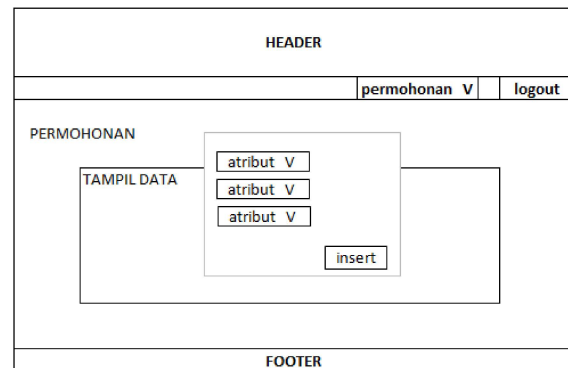 HEADER
permohonan V logout
PERMOHONAN
TAMPIL DATA
atribut V
atribut V
atribut V
insert
FOOTER